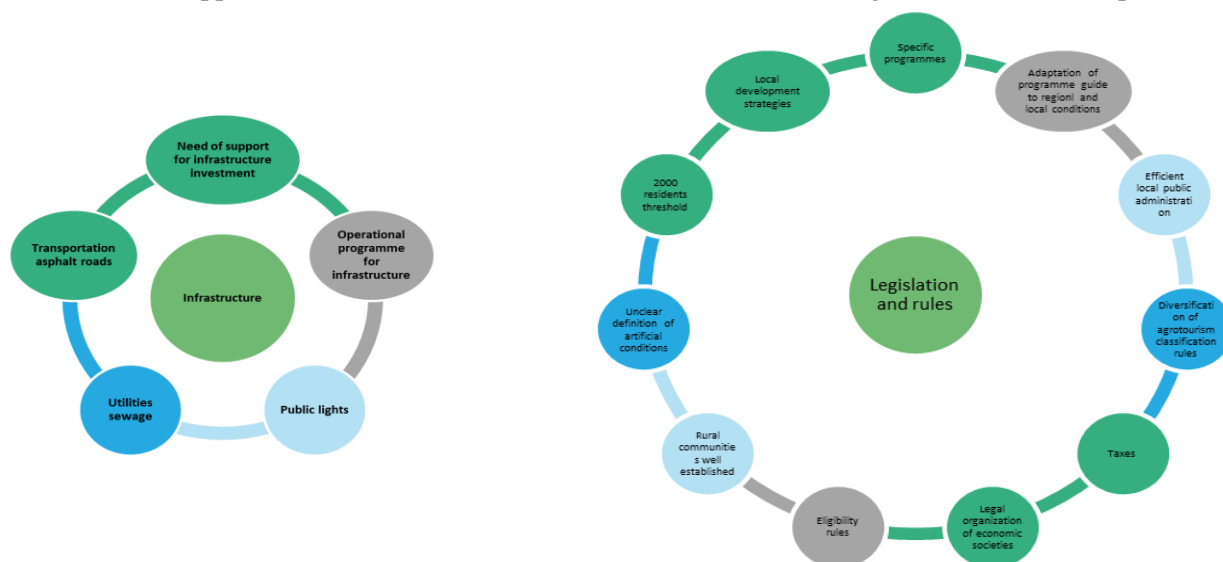 Need of support
for infrastructure
investment
Operational
programme
for
infrastructure
Public lights
Utilities
sewage
Transportation
asphalt roads
Infrastructure
Specific
programmes
Adaptation of
programme guide
to regionl and
local conditions
Efficient
local public
administrati
on
Diversificati
on of
agrotourism
classification
rules
Taxes
Legal
organization
of economic
societies
Eligibility
rules
Rural
communitie
s well
established
Unclear
definition of
artificial
conditions
2000
residents
threshold
Local
development
strategies
Legislation
and rules